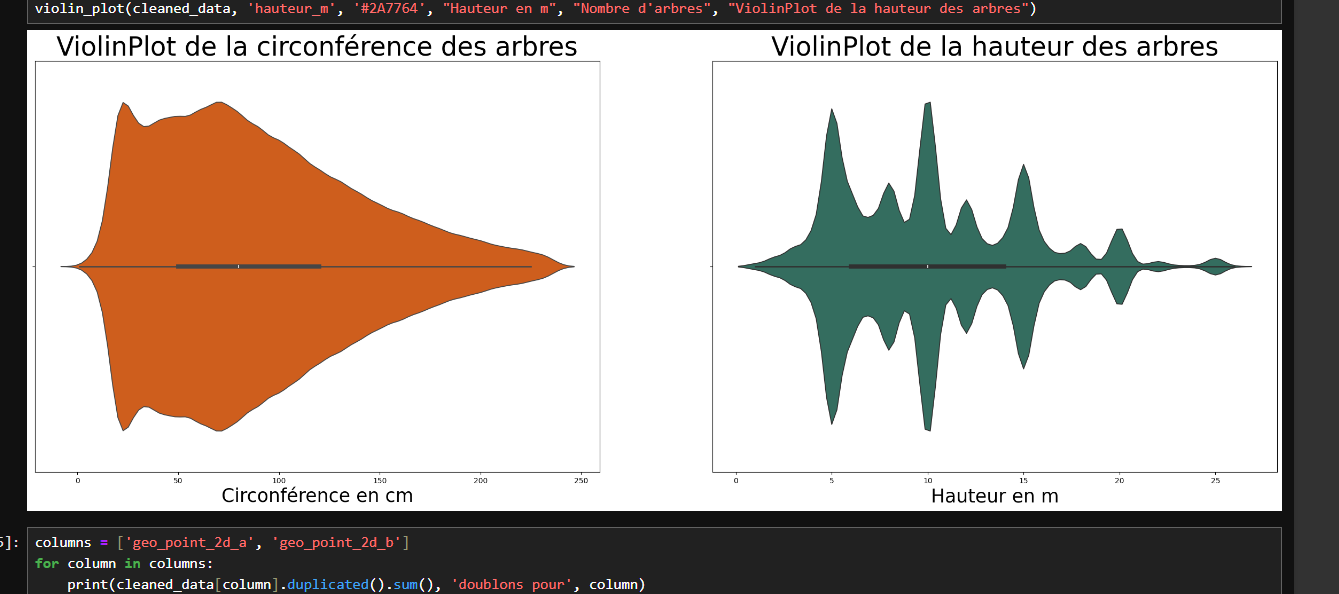 violin_plot(cleaned_data, 'hauteur_m', '#2A7764', "Hauteur en m", "Nombre d'arbres", "ViolinPlot de la hauteur des arbres")
ViolinPlot de la circonférence des arbres
0 50 100 150 200 250
Circonférence en cm
ViolinPlot de la hauteur des arbres
0 5 10 15 20 25
Hauteur en m
5]: columns = ['geo_point_2d_a', 'geo_point_2d_b']
for column in columns:
print(cleaned_data[column].duplicated().sum(), 'doublons pour', column)